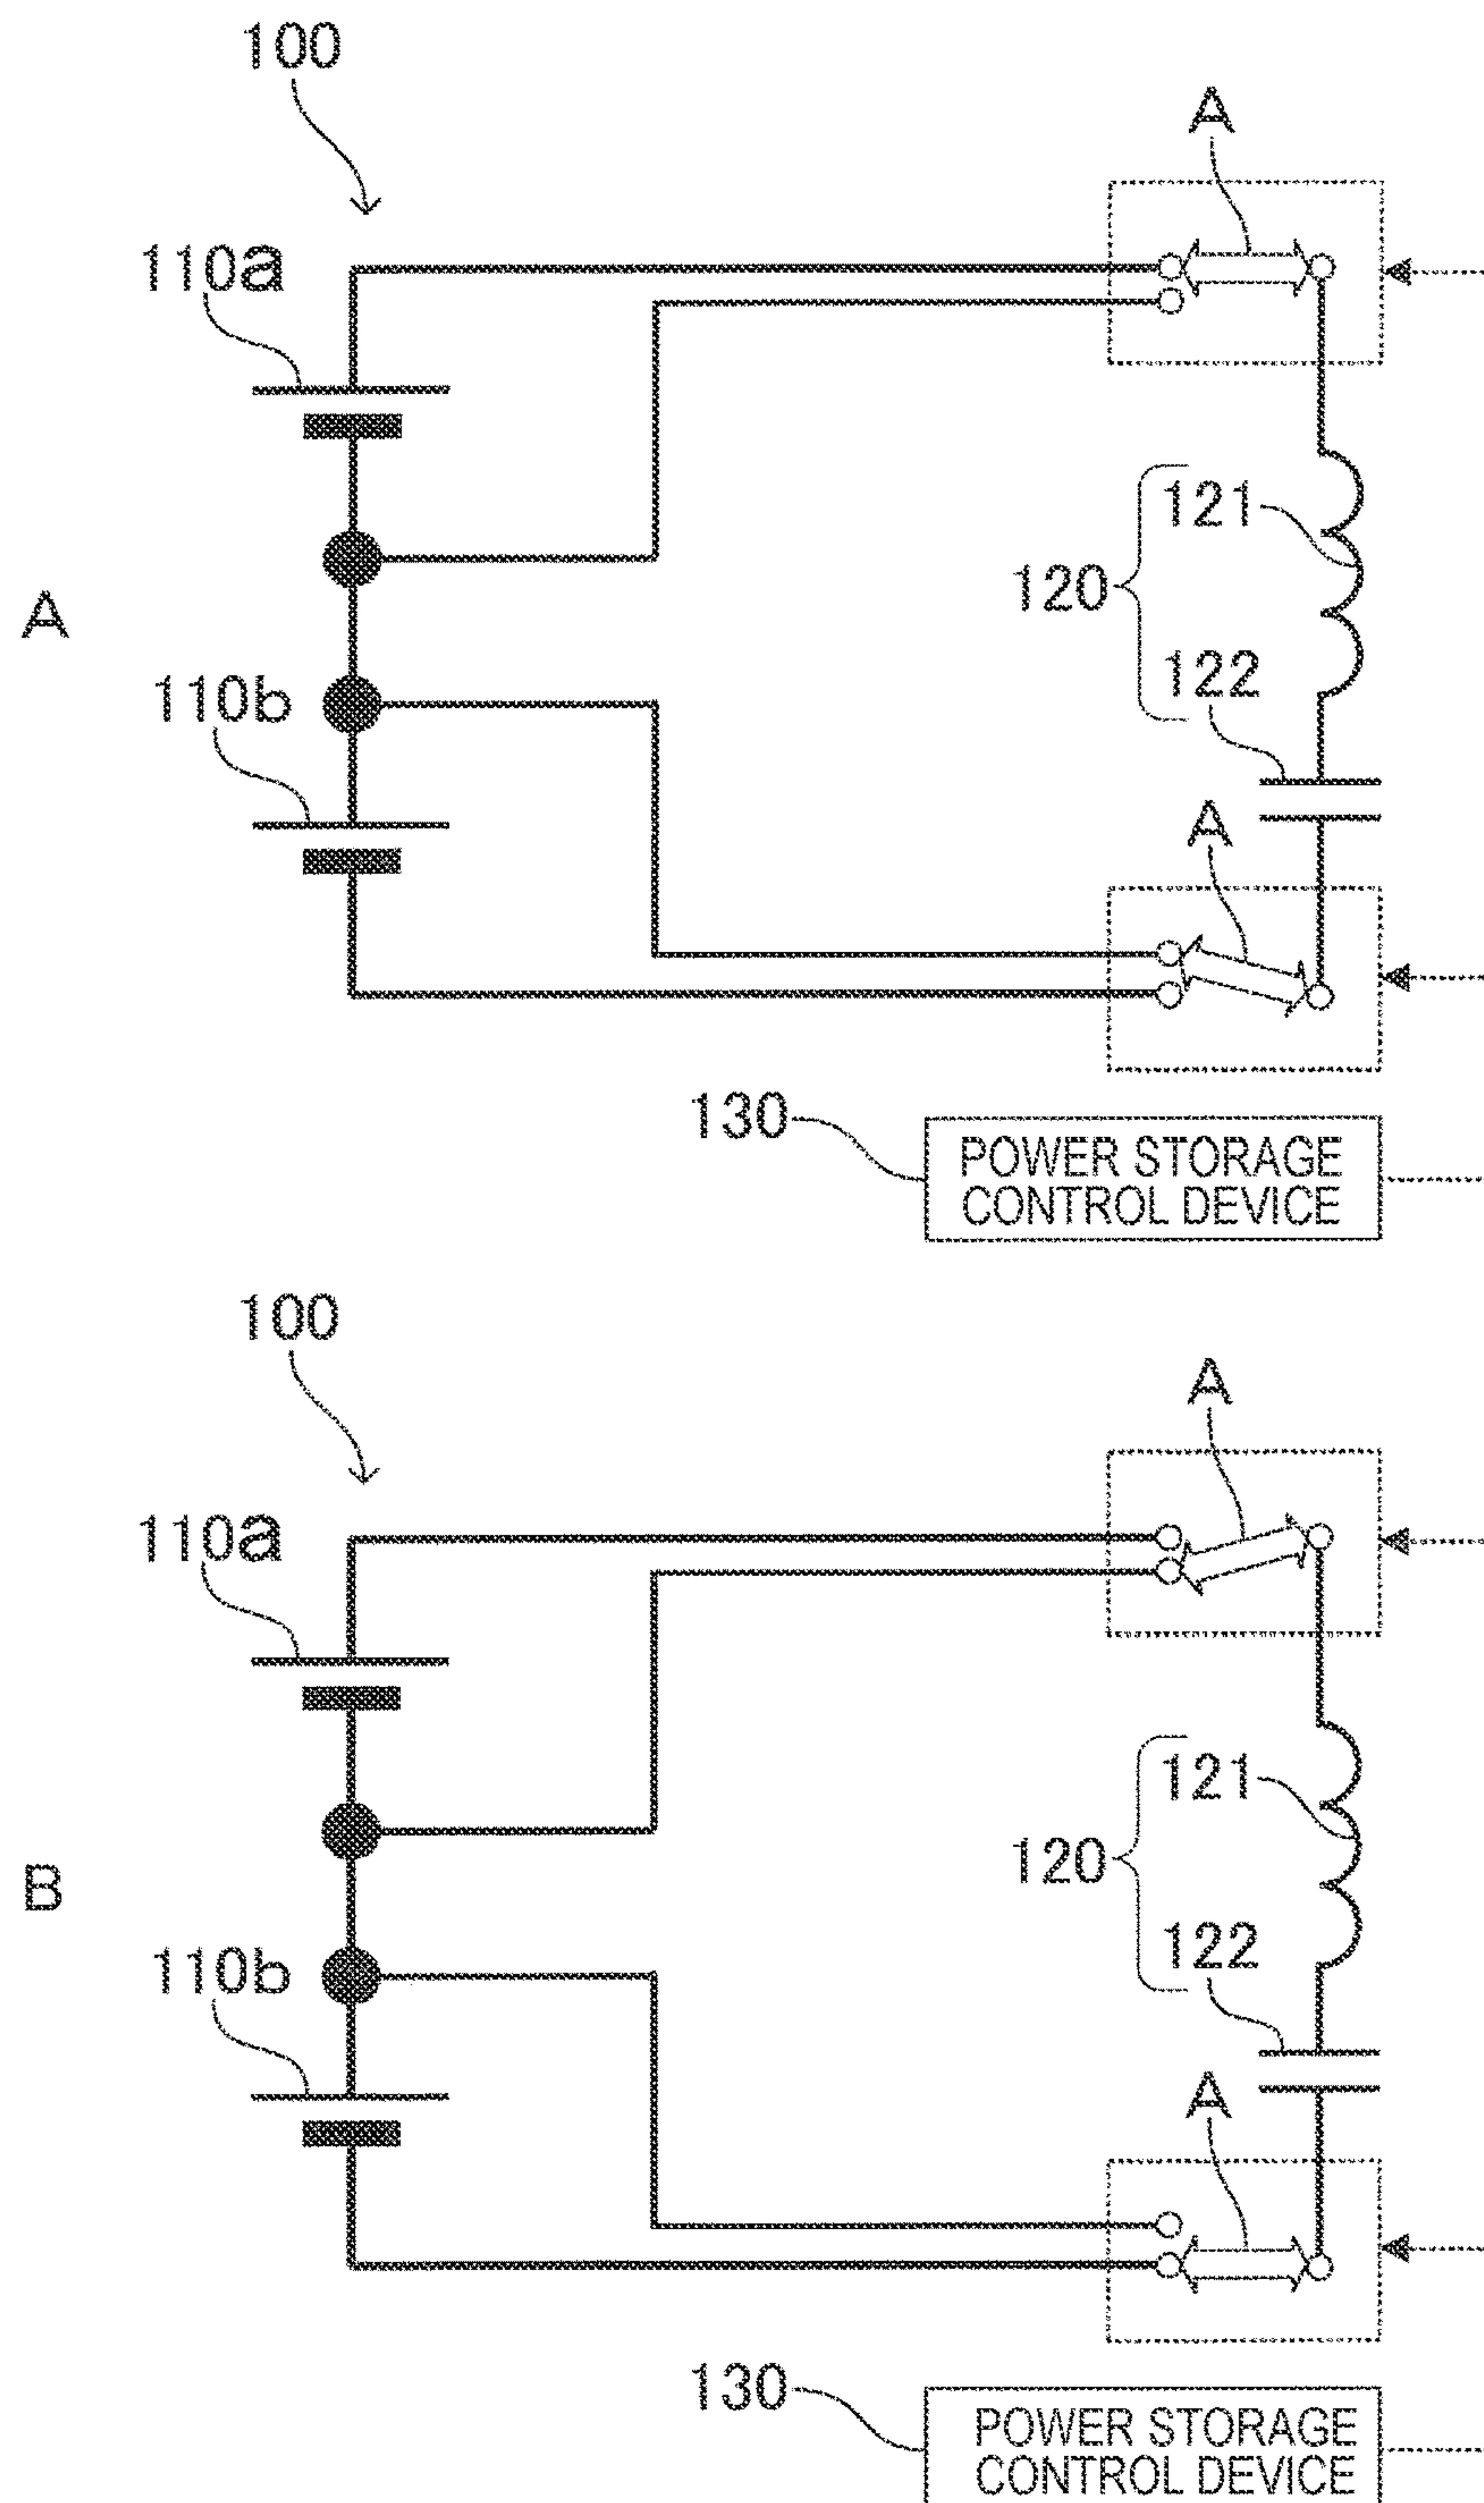 100
A
110a
121
120
A
122
110b
A
130
POWER STORAGE
CONTROL DEVICE
100
A
110a
121
120
B
122
110b
A
130
POWER STORAGE
CONTROL DEVICE